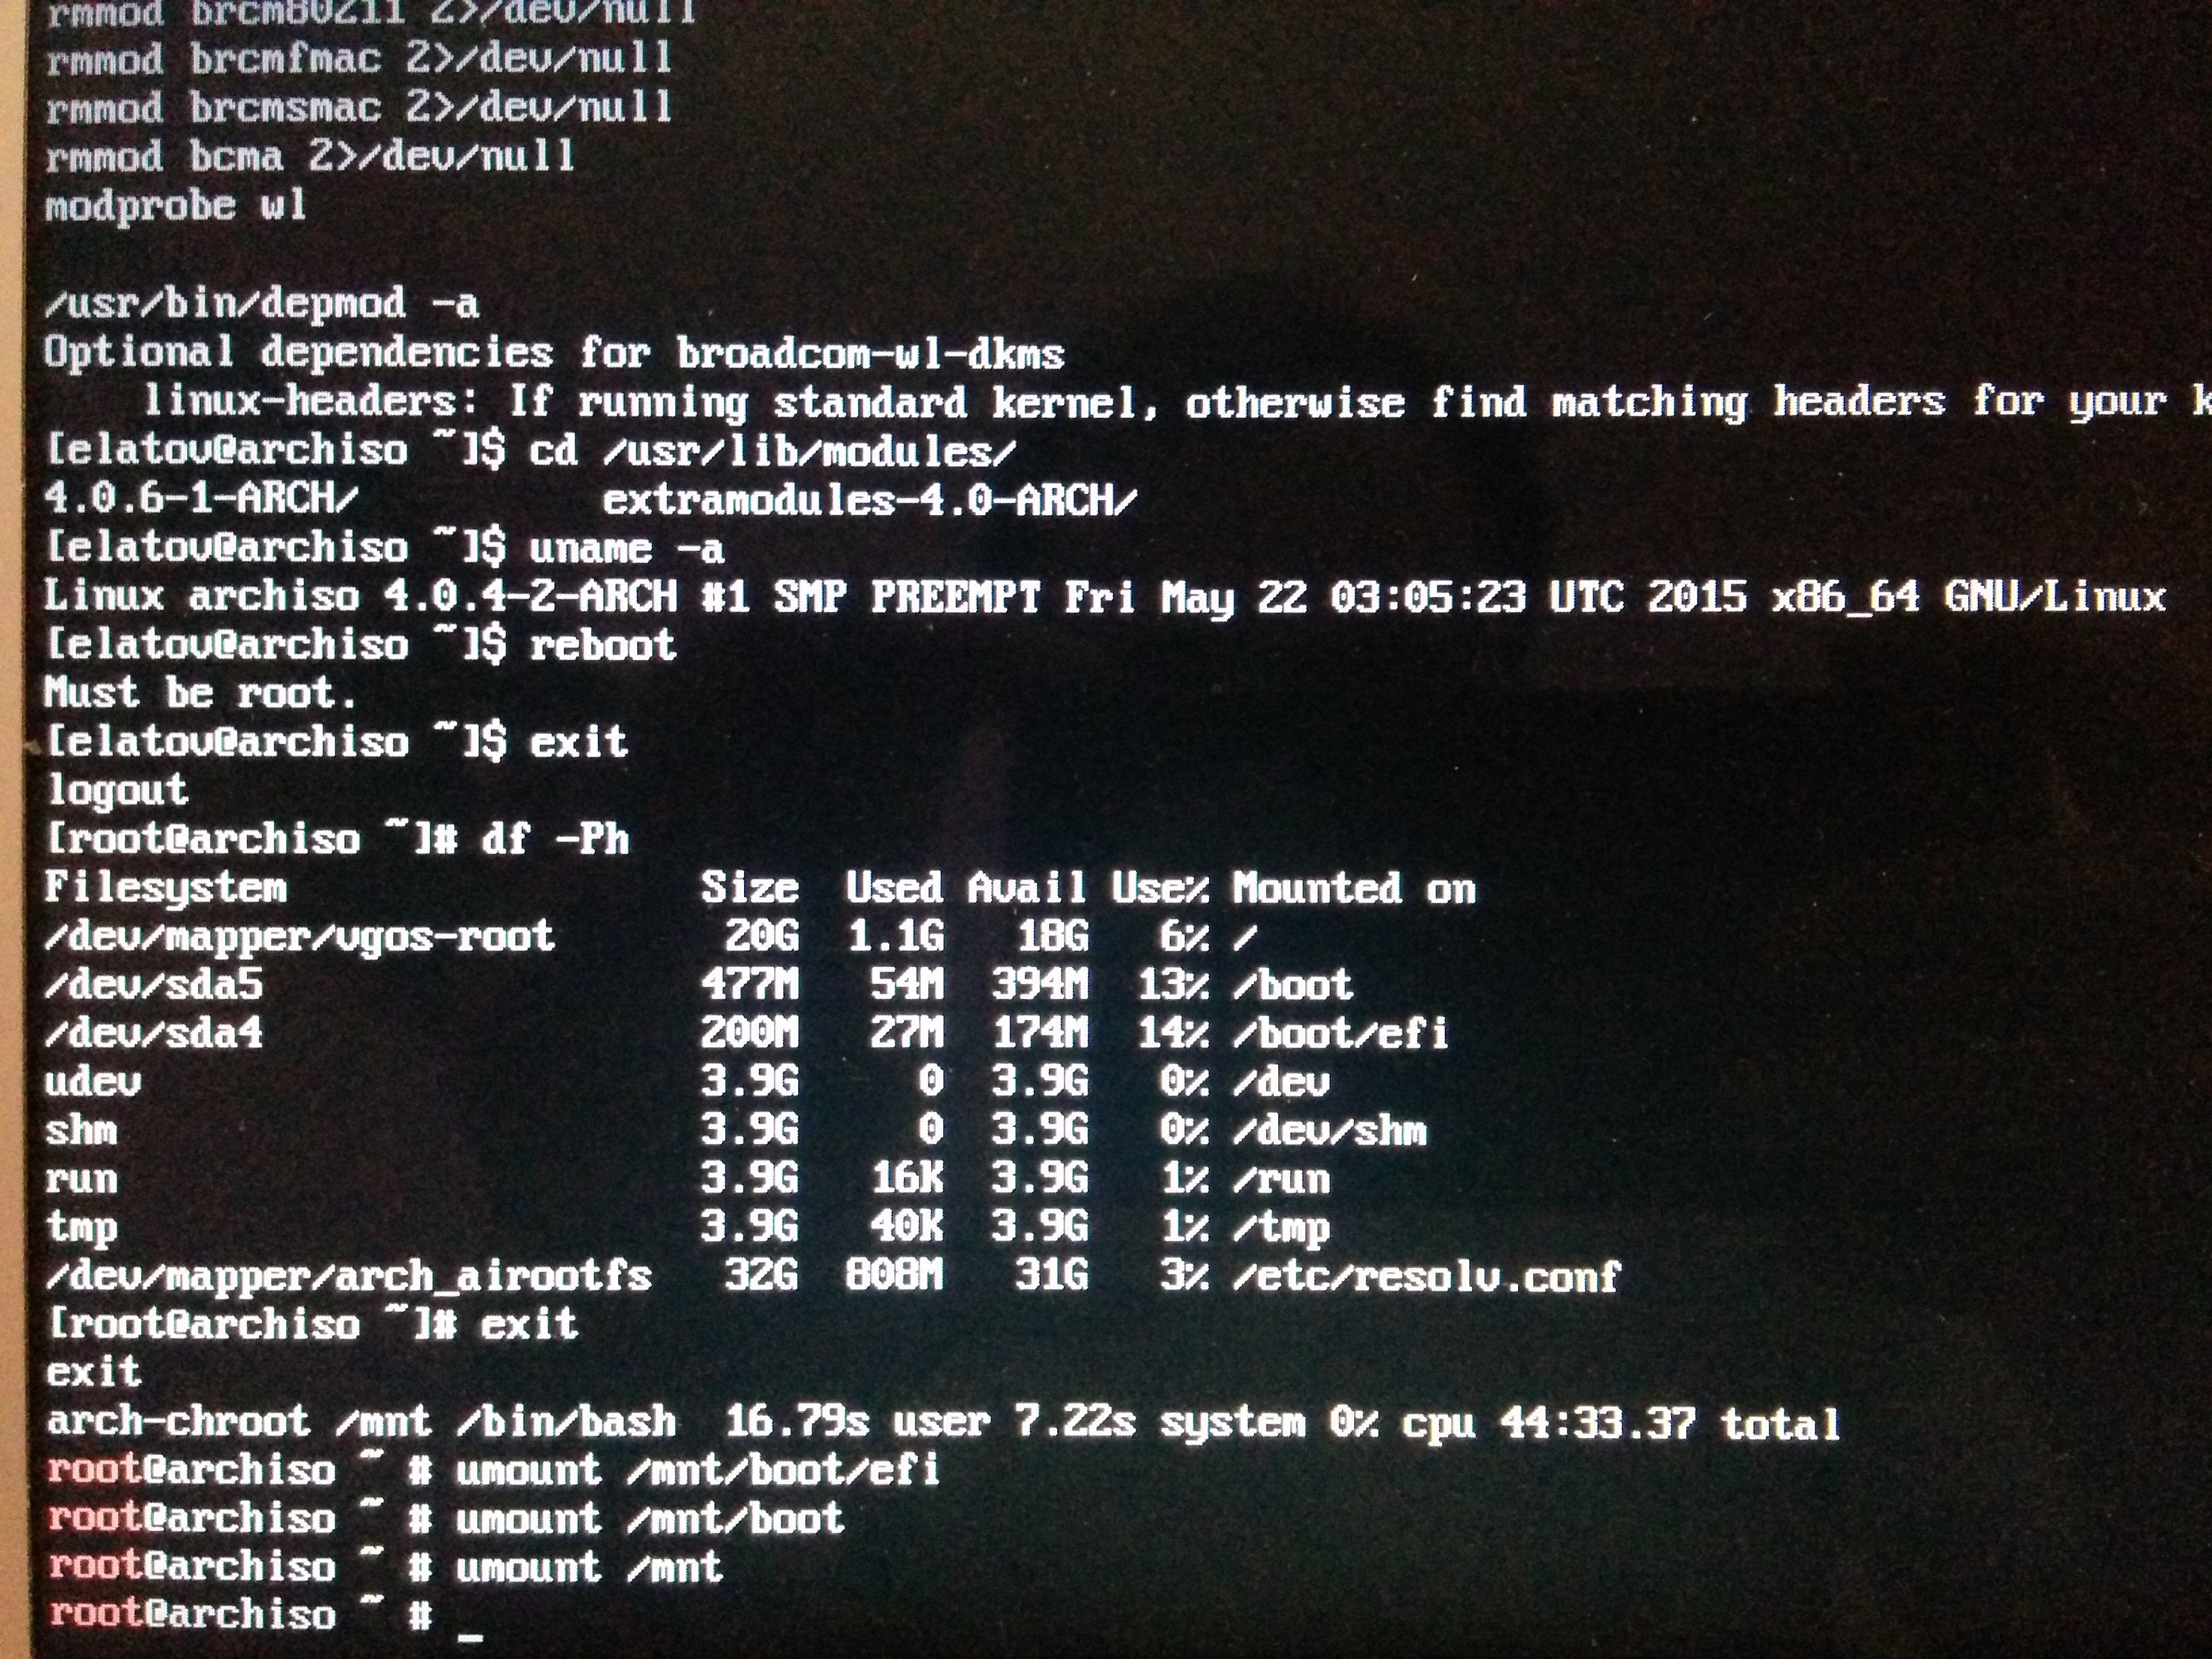 rmmod brcm80211 2>/dev/null
rmmod brcmfmac 2>/dev/null
rmmod brcmsmac 2>/dev/null
rmmod bcma 2>/dev/null
modprobe wl
/usr/bin/depmod -a
Optional dependencies for broadcom-wl-dkms
linux-headers: If running standard kernel, otherwise find matching headers for your k
[elatov@archiso ~]$ cd /usr/lib/modules/
4.0.6-1-ARCH/ extramodules-4.0-ARCH/
[elatov@archiso ~]$ uname -a
Linux archiso 4.0.4-2-ARCH #1 SMP PREEMPT Fri May 22 03:05:23 UTC 2015 x86_64 GNU/Linux
[elatov@archiso ~]$ reboot
Must be root.
[elatov@archiso ~]$ exit
logout
[root@archiso ~]# df -Ph
Filesystem Size Used Avail Use% Mounted on
/dev/mapper/vgos-root 20G 1.1G 18G 6% /
/dev/sda5 477M 54M 394M 13% /boot
/dev/sda4 200M 27M 174M 14% /boot/efi
udev 3.9G 0 3.9G 0% /dev
shm 3.9G 0 3.9G 0% /dev/shm
run 3.9G 16K 3.9G 1% /run
tmp 3.9G 40K 3.9G 1% /tmp
/dev/mapper/arch_airootfs 32G 808M 31G 3% /etc/resolv.conf
[root@archiso ~]# exit
exit
arch-chroot /mnt /bin/bash 16.79s user 7.22s system 0% cpu 44:33.37 total
root@archiso ~ # umount /mnt/boot/efi
root@archiso ~ # umount /mnt/boot
root@archiso ~ # umount /mnt
root@archiso ~ # _